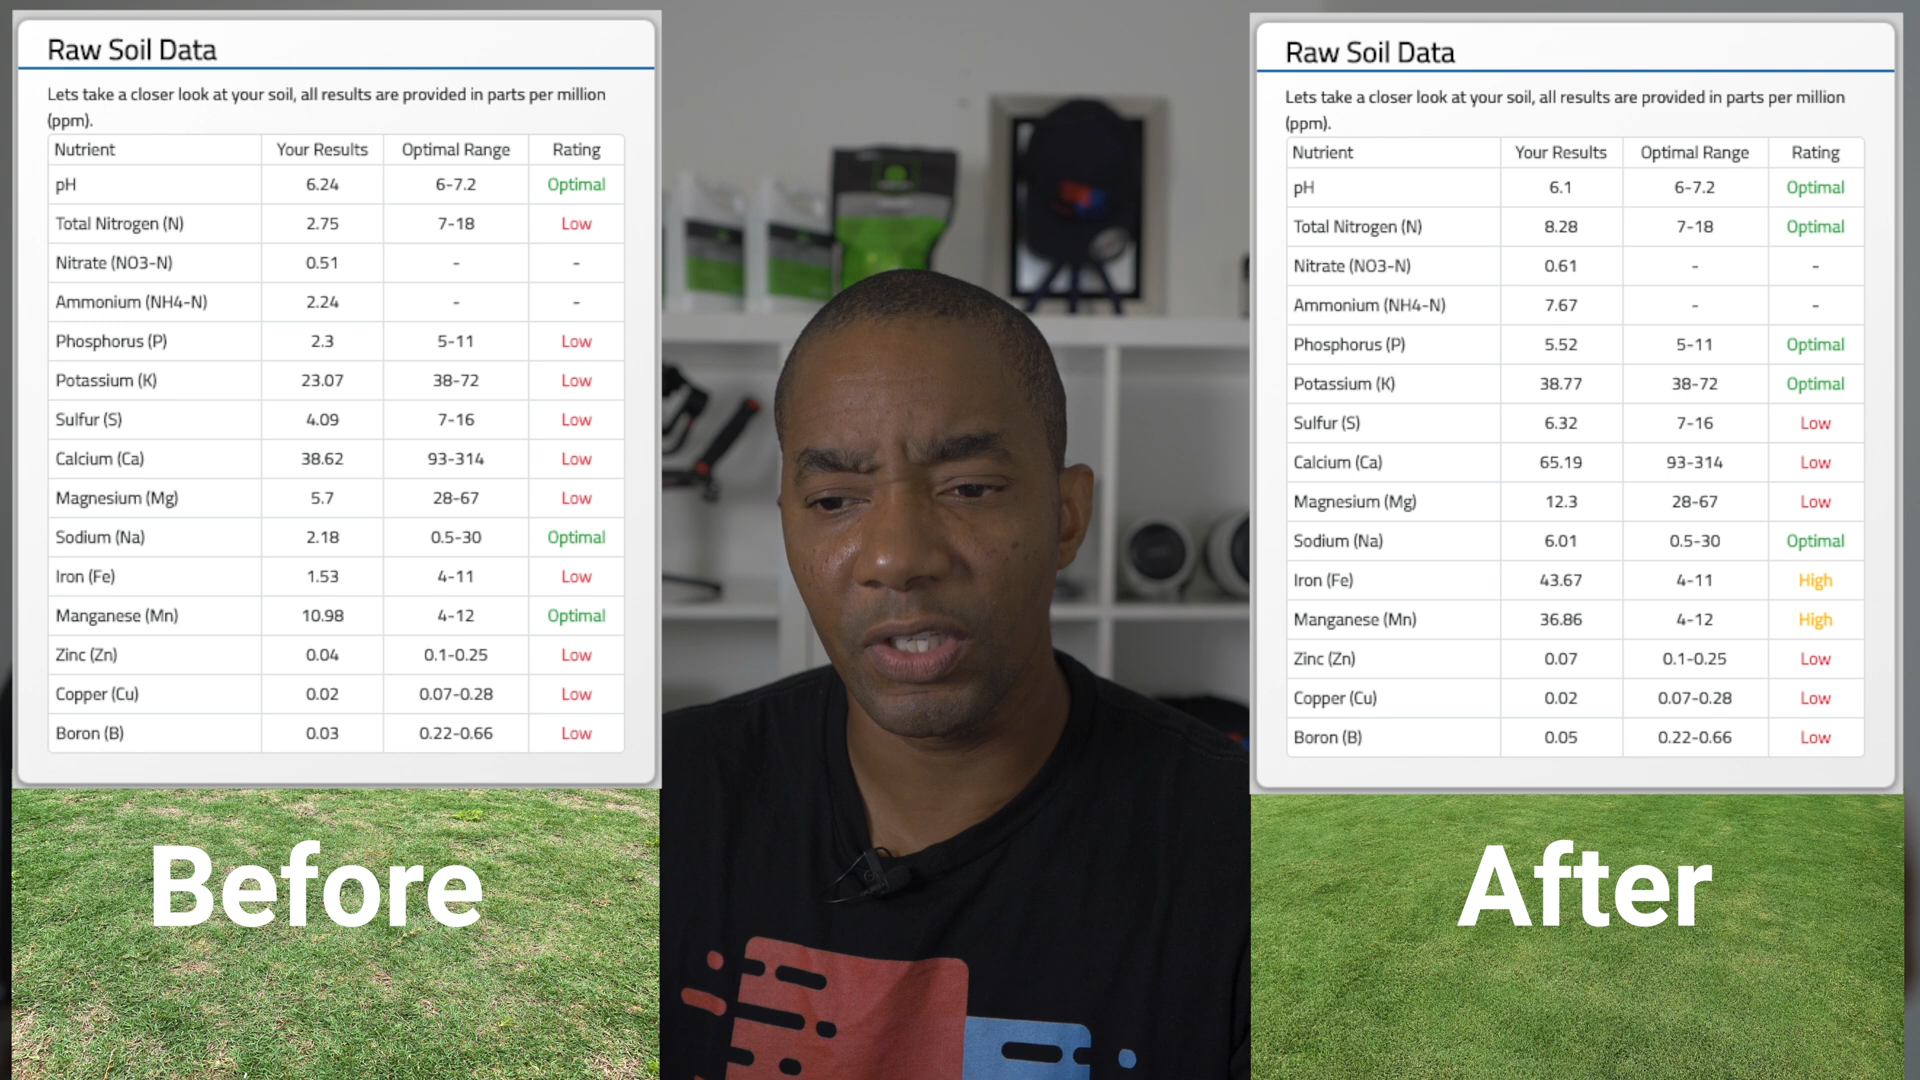 Raw Soil Data
Lets take a closer look at your soil, all results are provided in parts per million
(ppm).
Nutrient Your Results Optimal Range Rating
pH 6.24 6-7.2 Optimal
Total Nitrogen (N) 2.75 7-18 Low
Nitrate (NO3-N) 0.51 - -
Ammonium (NH4-N) 2.24 - -
Phosphorus (P) 2.3 5-11 Low
Potassium (K) 23.07 38-72 Low
Sulfur (S) 4.09 7-16 Low
Calcium (Ca) 38.62 93-314 Low
Magnesium (Mg) 5.7 28-67 Low
Sodium (Na) 2.18 0.5-30 Optimal
Iron (Fe) 1.53 4-11 Low
Manganese (Mn) 10.98 4-12 Optimal
Zinc (Zn) 0.04 0.1-0.25 Low
Copper (Cu) 0.02 0.07-0.28 Low
Boron (B) 0.03 0.22-0.66 Low
Before
Raw Soil Data
Lets take a closer look at your soil, all results are provided in parts per million
(ppm).
Nutrient Your Results Optimal Range Rating
pH 6.1 6-7.2 Optimal
Total Nitrogen (N) 8.28 7-18 Optimal
Nitrate (NO3-N) 0.61 - -
Ammonium (NH4-N) 7.67 - -
Phosphorus (P) 5.52 5-11 Optimal
Potassium (K) 38.77 38-72 Optimal
Sulfur (S) 6.32 7-16 Low
Calcium (Ca) 65.19 93-314 Low
Magnesium (Mg) 12.3 28-67 Low
Sodium (Na) 6.01 0.5-30 Optimal
Iron (Fe) 43.67 4-11 High
Manganese (Mn) 36.86 4-12 High
Zinc (Zn) 0.07 0.1-0.25 Low
Copper (Cu) 0.02 0.07-0.28 Low
Boron (B) 0.05 0.22-0.66 Low
After